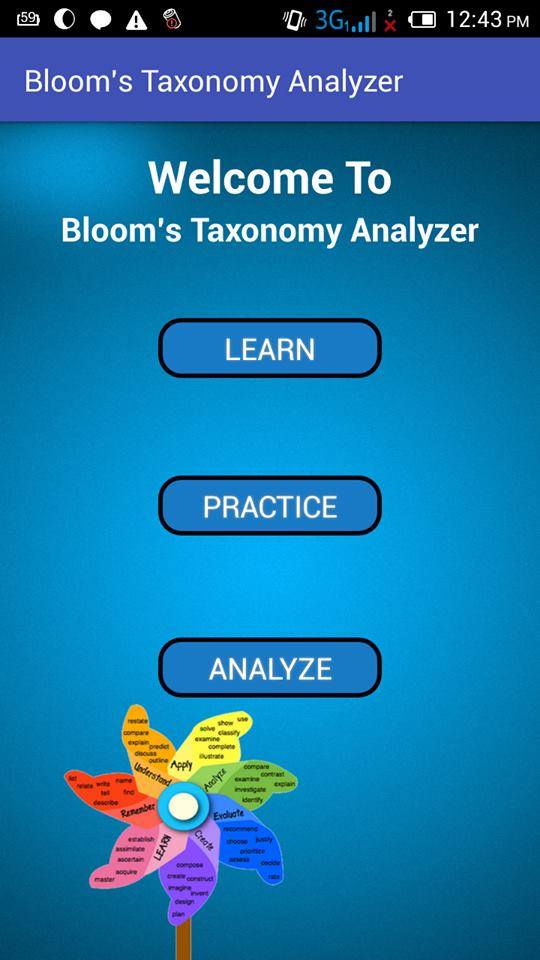 59
3G
1
2
12:43 PM
Bloom's Taxonomy Analyzer
Welcome To
Bloom's Taxonomy Analyzer
LEARN
PRACTICE
ANALYZE
restate
compare
explain
predict
discuss
outline
Understand
show
use
solve
classify
examine
complete
illustrate
Apply
compare
contrast
examine
explain
investigate
identify
Analyze
list
relate
write
name
tell
find
describe
Remember
Evaluate
recommend
choose
justify
prioritize
assess
decide
rate
establish
assimilate
ascertain
acquire
master
LEARN
Create
compose
create
construct
imagine
invent
design
plan